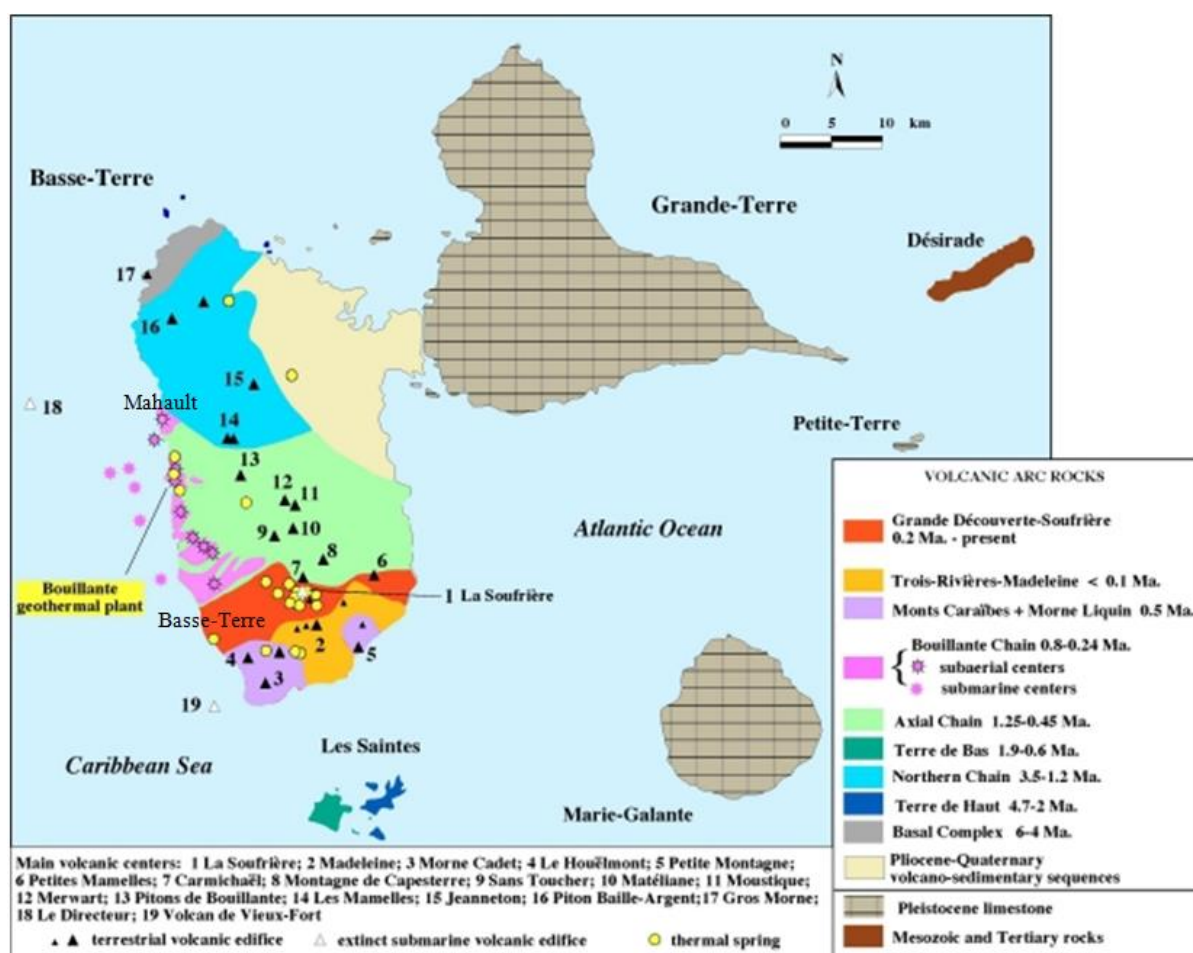 N
0 5 10 km
Basse-Terre
Grande-Terre
Désirade
17
16
15
Mahault
18
14
Petite-Terre
13
12
11
Atlantic Ocean
10
9
8
7
6
Bouillante
geothermal plant
1 La Soufrière
Basse-Terre
2
5
4
3
19
Les Saintes
Caribbean Sea
Marie-Galante
VOLCANIC ARC ROCKS
Grande Découverte-Soufrière
0.2 Ma. - present
Trois-Rivières-Madeleine < 0.1 Ma.
Monts Caraïbes + Morne Liquin 0.5 Ma.
Bouillante Chain 0.8-0.24 Ma.
{ subaerial centers
submarine centers
Axial Chain 1.25-0.45 Ma.
Terre de Bas 1.9-0.6 Ma.
Northern Chain 3.5-1.2 Ma.
Terre de Haut 4.7-2 Ma.
Basal Complex 6-4 Ma.
Pliocene-Quaternary
volcano-sedimentary sequences
Pleistocene limestone
Mesozoic and Tertiary rocks
Main volcanic centers: 1 La Soufrière; 2 Madeleine; 3 Morne Cadet; 4 Le Houëlmont; 5 Petite Montagne;
6 Petites Mamelles; 7 Carmichaël; 8 Montagne de Capesterre; 9 Sans Toucher; 10 Matéliane; 11 Moustique;
12 Merwart; 13 Pitons de Bouillante; 14 Les Mamelles; 15 Jeanneton; 16 Piton Baille-Argent;17 Gros Morne;
18 Le Directeur; 19 Volcan de Vieux-Fort
terrestrial volcanic edifice extinct submarine volcanic edifice thermal spring